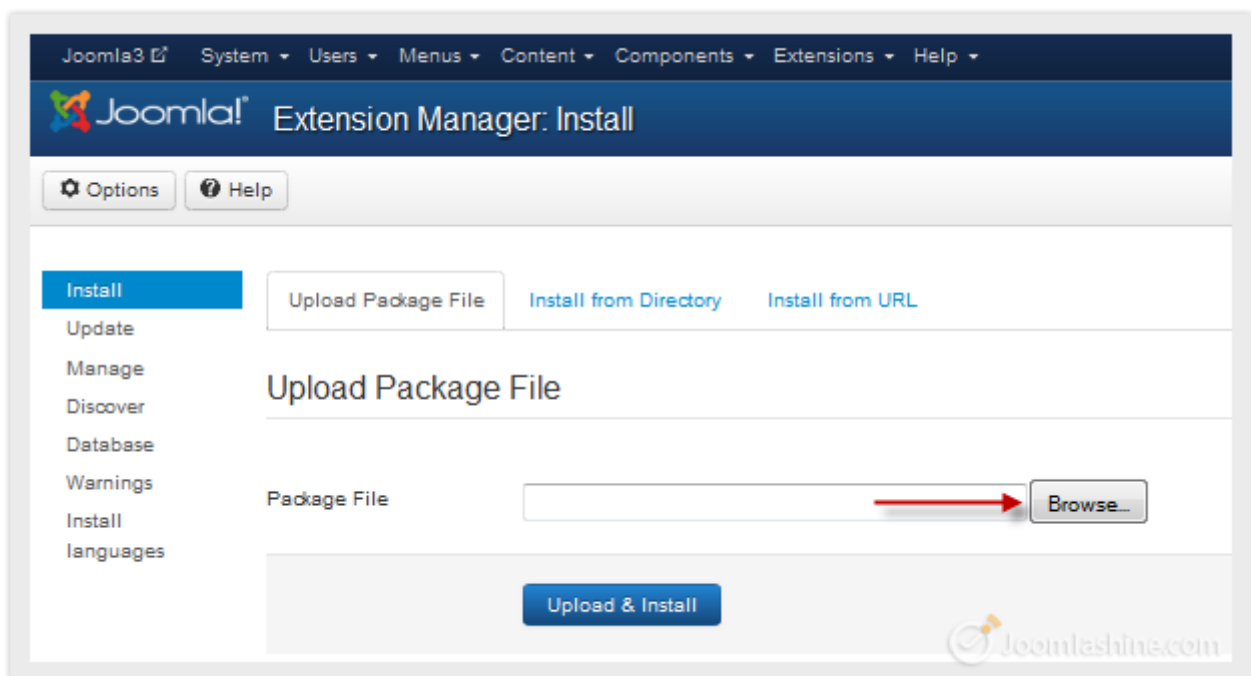 Joomla3 System Users Menus Content Components Extensions Help
Joomla! Extension Manager: Install
Options Help
Install
Update
Manage
Discover
Database
Warnings
Install
languages
Upload Package File Install from Directory Install from URL
Upload Package File
Package File Browse...
Upload & Install
Joomlashine.com